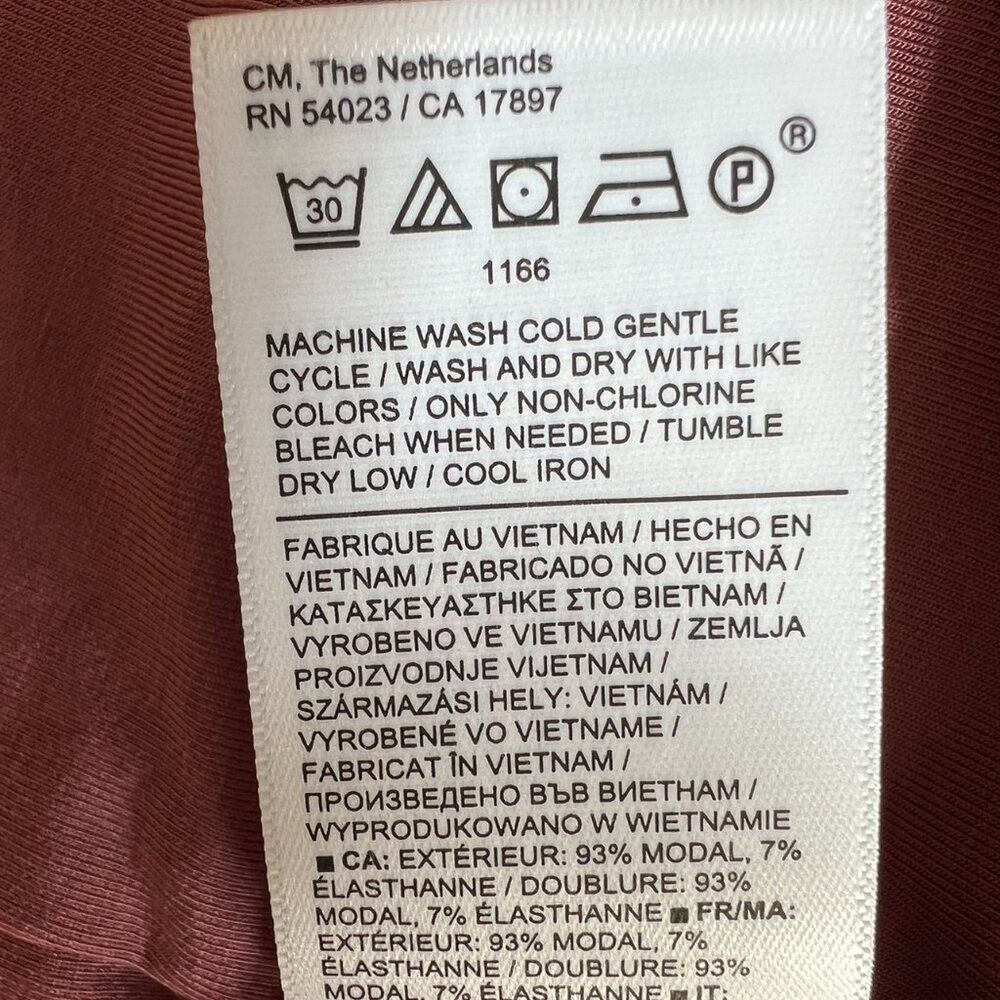 CM, The Netherlands
RN 54023 / CA 17897
30 P ®
1166
MACHINE WASH COLD GENTLE
CYCLE / WASH AND DRY WITH LIKE
COLORS / ONLY NON-CHLORINE
BLEACH WHEN NEEDED / TUMBLE
DRY LOW / COOL IRON
FABRIQUE AU VIETNAM / HECHO EN
VIETNAM / FABRICADO NO VIETNÃ /
ΚΑΤΑΣΚΕΥΑΣΤΗΚΕ ΣΤΟ ΒΙΕΤΝΑΜ /
VYROBENO VE VIETNAMU / ZEMLJA
PROIZVODNJE VIJETNAM /
SZÁRMAZÁSI HELY: VIETNÁM /
VYROBENÉ VO VIETNAME /
FABRICAT ÎN VIETNAM /
ПРОИЗВЕДЕНО ВЪВ ВИЕТНАМ /
WYPRODUKOWANO W WIETNAMIE
■ CA: EXTÉRIEUR: 93% MODAL, 7%
ÉLASTHANNE / DOUBLURE: 93%
MODAL, 7% ÉLASTHANNE ■ FR/MA:
EXTÉRIEUR: 93% MODAL, 7%
ÉLASTHANNE / DOUBLURE: 93%
MODAL, 7% ÉLASTHANNE ■ IT: